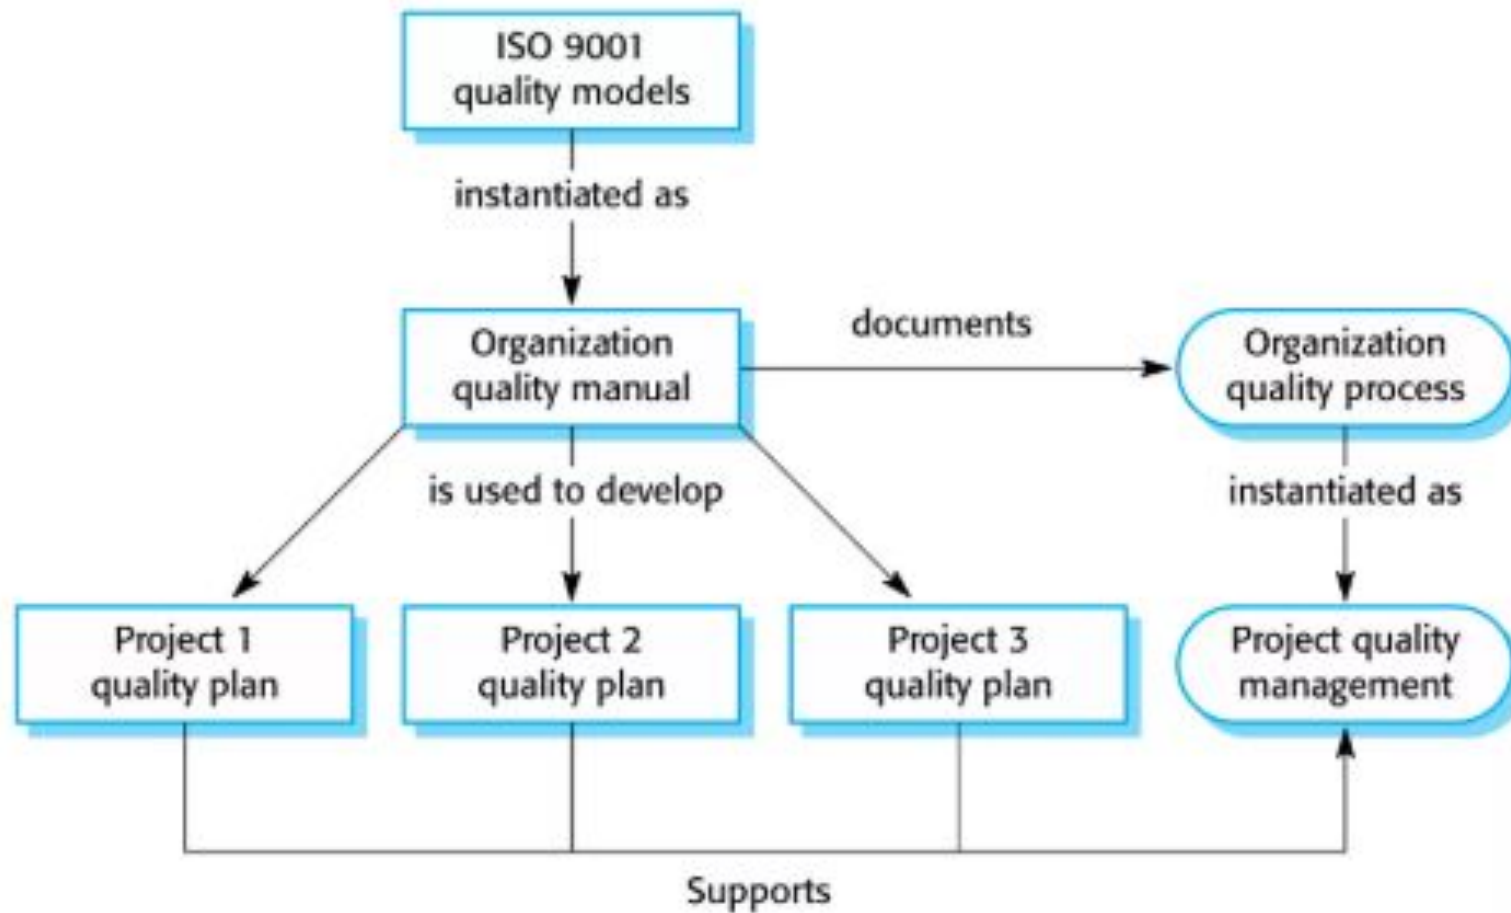 ISO 9001
quality models
instantiated as
Organization
quality manual
documents
Organization
quality process
is used to develop
instantiated as
Project 1
quality plan
Project 2
quality plan
Project 3
quality plan
Project quality
management
Supports